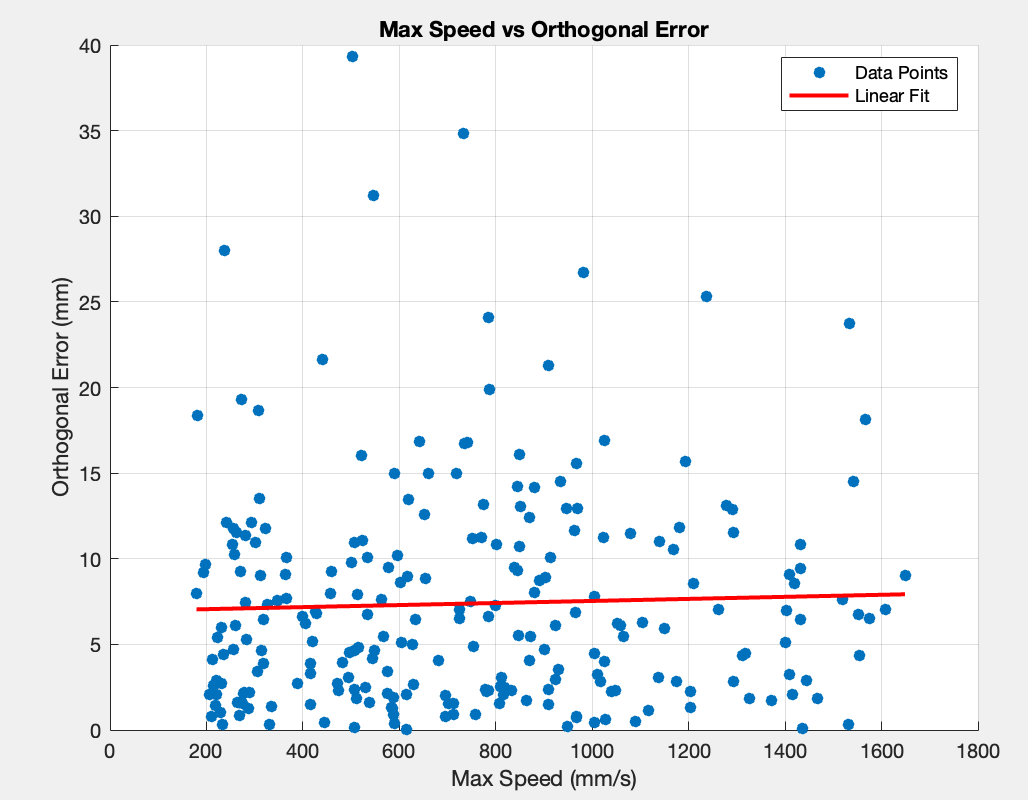 Max Speed vs Orthogonal Error
Data Points
Linear Fit
Orthogonal Error (mm)
40
35
30
25
20
15
10
5
0
0 200 400 600 800 1000 1200 1400 1600 1800
Max Speed (mm/s)